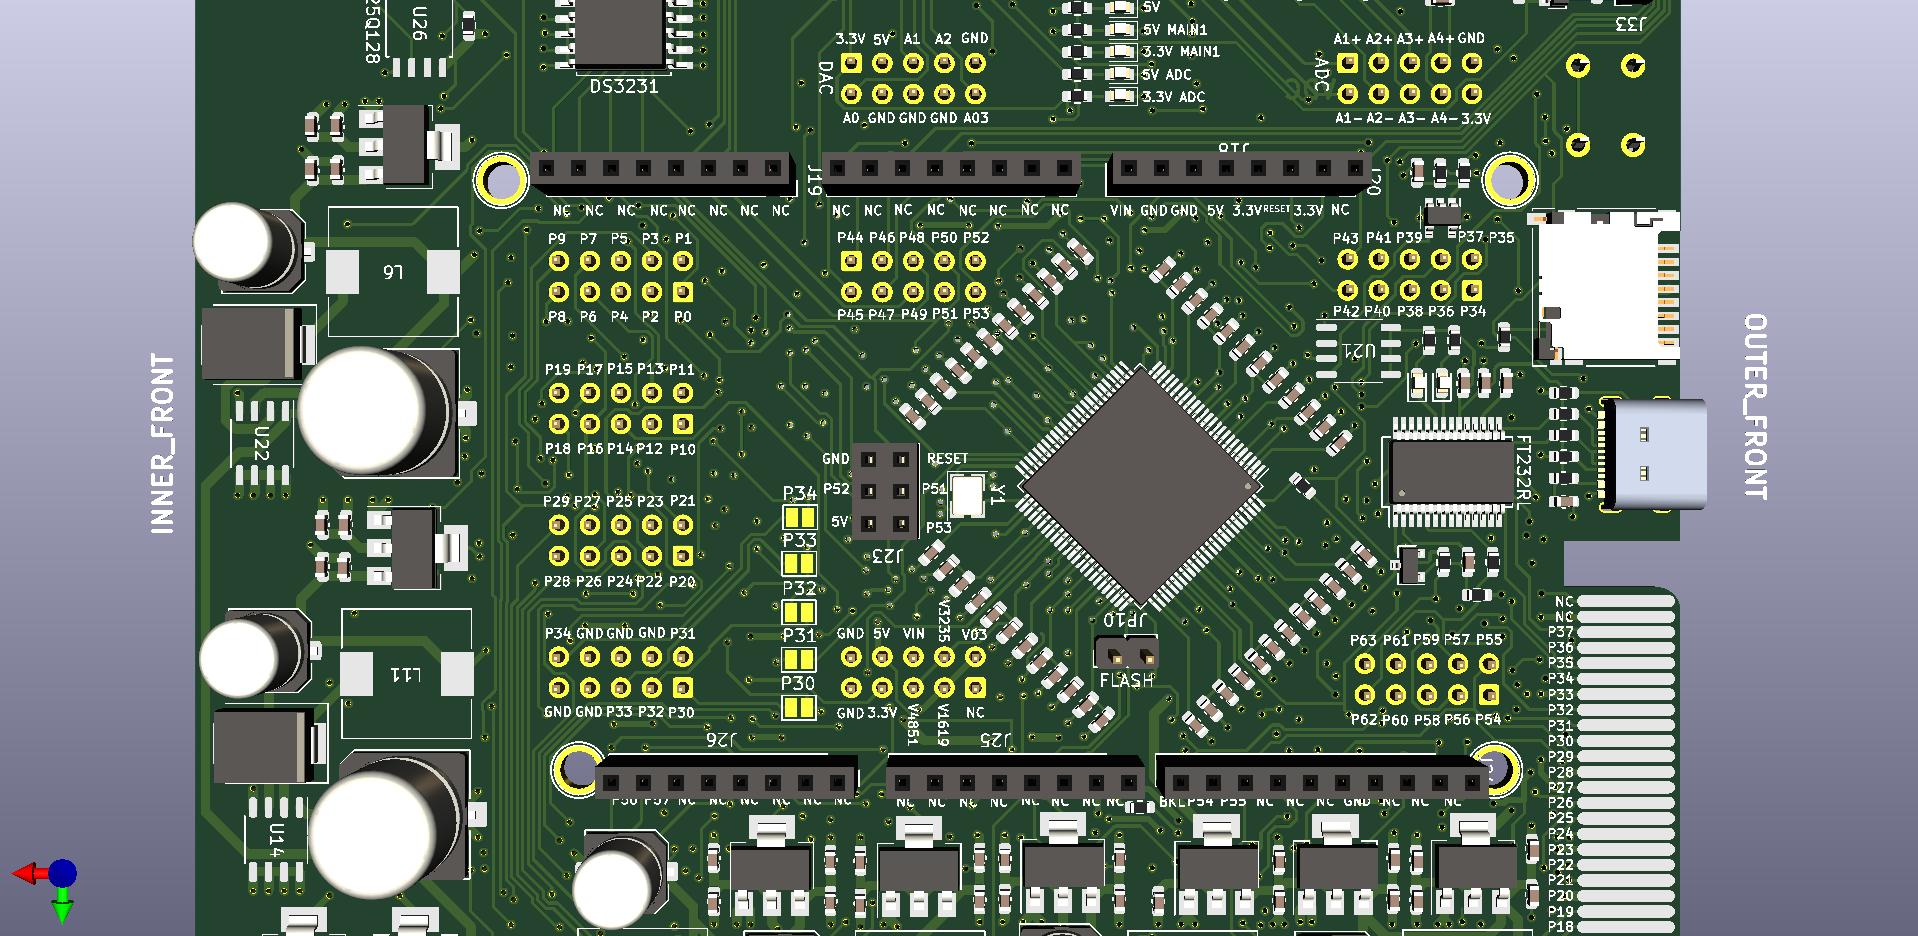 25Q128
U26
DS3231
DAC
3.3V 5V A1 A2 GND
A0 GND GND GND A03
5V
5V MAIN1
3.3V MAIN1
5V ADC
3.3V ADC
ADC
A1+ A2+ A3+ A4+ GND
A1- A2- A3- A4- 3.3V
J33
J19
J18
J20
NC NC NC NC NC NC NC NC
NC NC NC NC NC NC NC NC
VIN GND GND 5V 3.3V RESET 3.3V NC
P9 P7 P5 P3 P1
P8 P6 P4 P2 P0
P44 P46 P48 P50 P52
P45 P47 P49 P51 P53
P43 P41 P39 P37 P35
P42 P40 P38 P36 P34
L6
U21
INNER_FRONT
OUTER_FRONT
P19 P17 P15 P13 P11
P18 P16 P14 P12 P10
U22
GND RESET
P52 P51
5V P53
J23
Y1
FT232RL
P29 P27 P25 P23 P21
P28 P26 P24 P22 P20
P34
P33
P32
P31
P30
JP10
FLASH
P34 GND GND GND P31
GND GND P33 P32 P30
GND 5V VIN V3235 V03
GND 3.3V V4851 V1619 NC
P63 P61 P59 P57 P55
P62 P60 P58 P56 P54
L11
J26
J25
P56 P57 NC NC NC NC NC NC
NC NC NC NC NC NC NC NC
BKL P54 P55 NC NC GND NC NC NC
U14
NC
NC
P37
P36
P35
P34
P33
P32
P31
P30
P29
P28
P27
P26
P25
P24
P23
P22
P21
P20
P19
P18